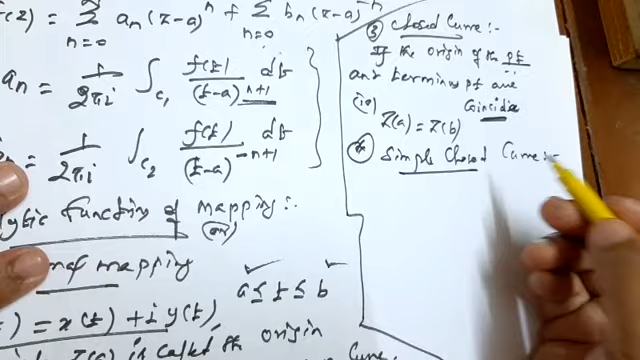 f(z) = ∞ Σ n=0 aₙ(z-a)ⁿ + Σ n=0 bₙ(z-a)⁻ⁿ
aₙ = 1/2πi ∫c₁ f(t)/(t-a)ⁿ⁺¹ dt
= 1/2πi ∫c₂ f(t)/(t-a)⁻ⁿ⁺¹ dt
lytic function of mapping :-
(or)
mapping
a ≤ t ≤ b
) = x(t) + i y(t)
Z(a) is called the origin
Curve.
③ closed Curve :-
If the origin of the pt
and terminus pt are
Coincide
(ie)
Z(a) = Z(b)
Simple Closed Curve :-